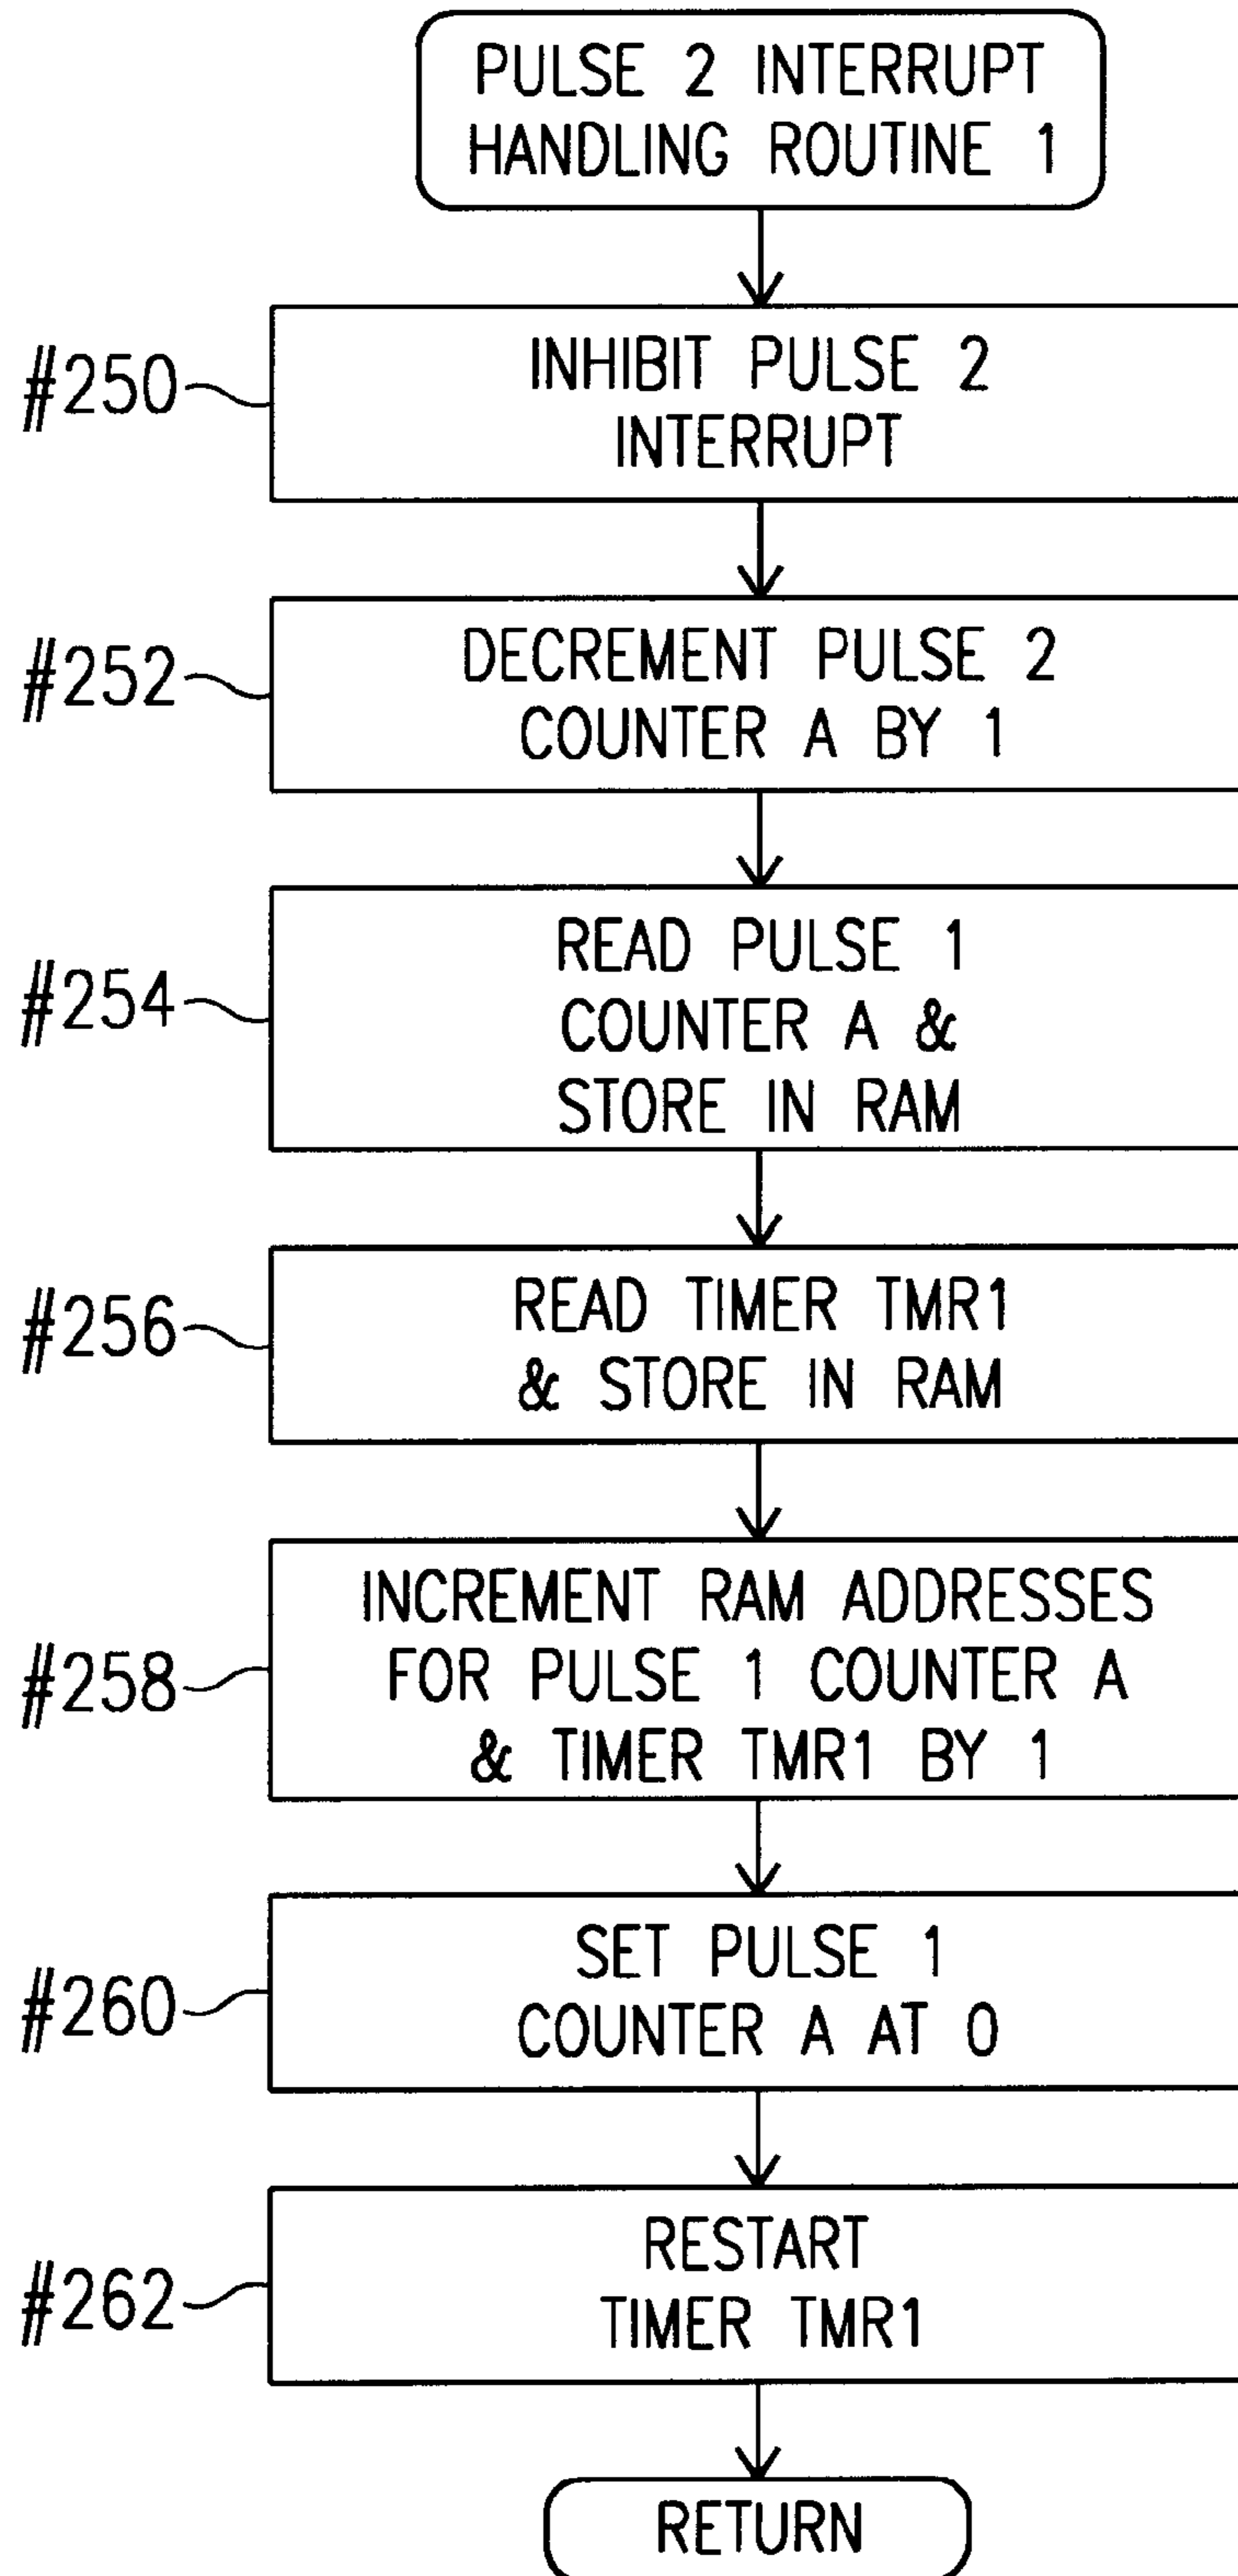 PULSE 2 INTERRUPT
HANDLING ROUTINE 1
#250
INHIBIT PULSE 2
INTERRUPT
#252
DECREMENT PULSE 2
COUNTER A BY 1
#254
READ PULSE 1
COUNTER A &
STORE IN RAM
#256
READ TIMER TMR1
& STORE IN RAM
#258
INCREMENT RAM ADDRESSES
FOR PULSE 1 COUNTER A
& TIMER TMR1 BY 1
#260
SET PULSE 1
COUNTER A AT 0
#262
RESTART
TIMER TMR1
RETURN